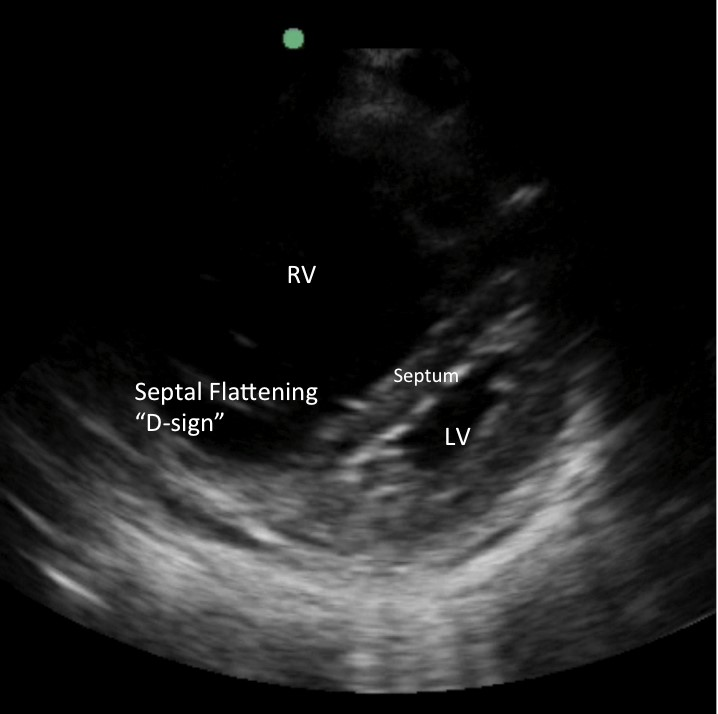 RV
Septum
Septal Flattening
“D-sign”
LV